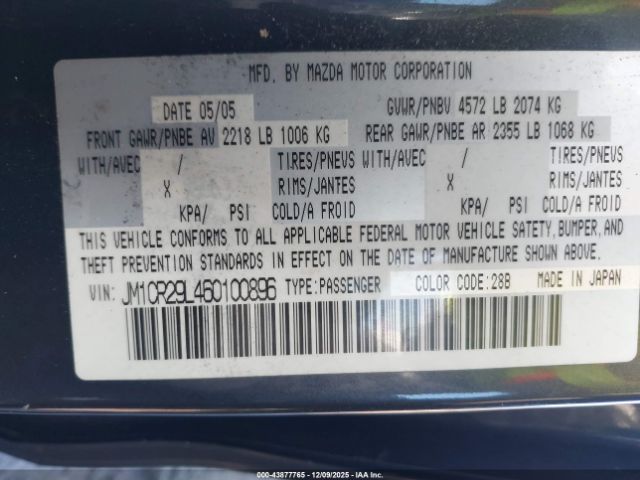 MFD. BY MAZDA MOTOR CORPORATION
DATE 05/05 GVWR/PNBV 4572 LB 2074 KG
FRONT GAWR/PNBE AV 2218 LB 1006 KG REAR GAWR/PNBE AR 2355 LB 1068 KG
WITH/AVEC / TIRES/PNEUS WITH/AVEC / TIRES/PNEUS
X RIMS/JANTES X RIMS/JANTES
KPA/ PSI COLD/A FROID KPA/ PSI COLD/A FROID
THIS VEHICLE CONFORMS TO ALL APPLICABLE FEDERAL MOTOR VEHICLE SAFETY, BUMPER, AND
THEFT PREVENTION STANDARDS IN EFFECT ON THE DATE OF MANUFACTURE SHOWN ABOVE.
VIN: JM1CR29L460100896 TYPE:PASSENGER COLOR CODE:28B MADE IN JAPAN
000-43877765 - 12/09/2025 - IAA Inc.